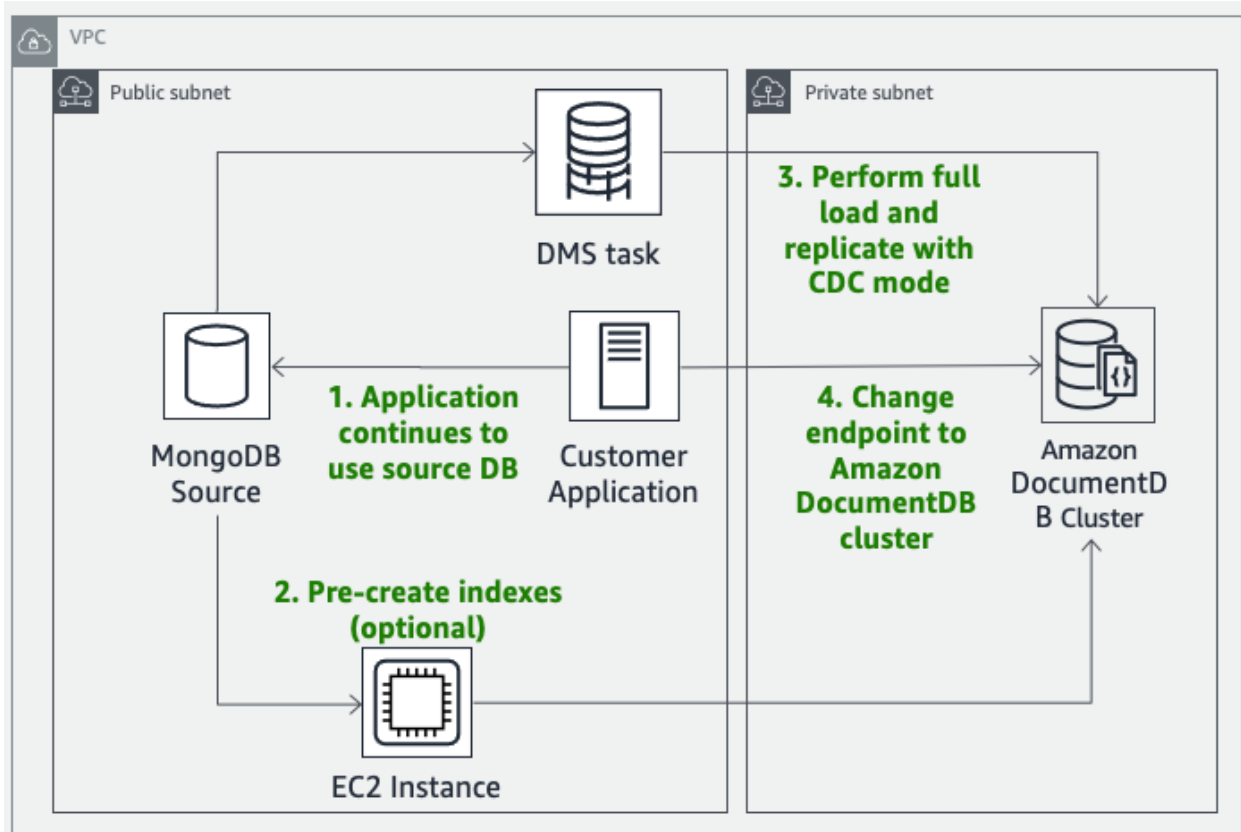 VPC
Public subnet
Private subnet
DMS task
3. Perform full
load and
replicate with
CDC mode
MongoDB
Source
1. Application
continues to
use source DB
Customer
Application
4. Change
endpoint to
Amazon
DocumentDB
cluster
Amazon
DocumentD
B Cluster
2. Pre-create indexes
(optional)
EC2 Instance